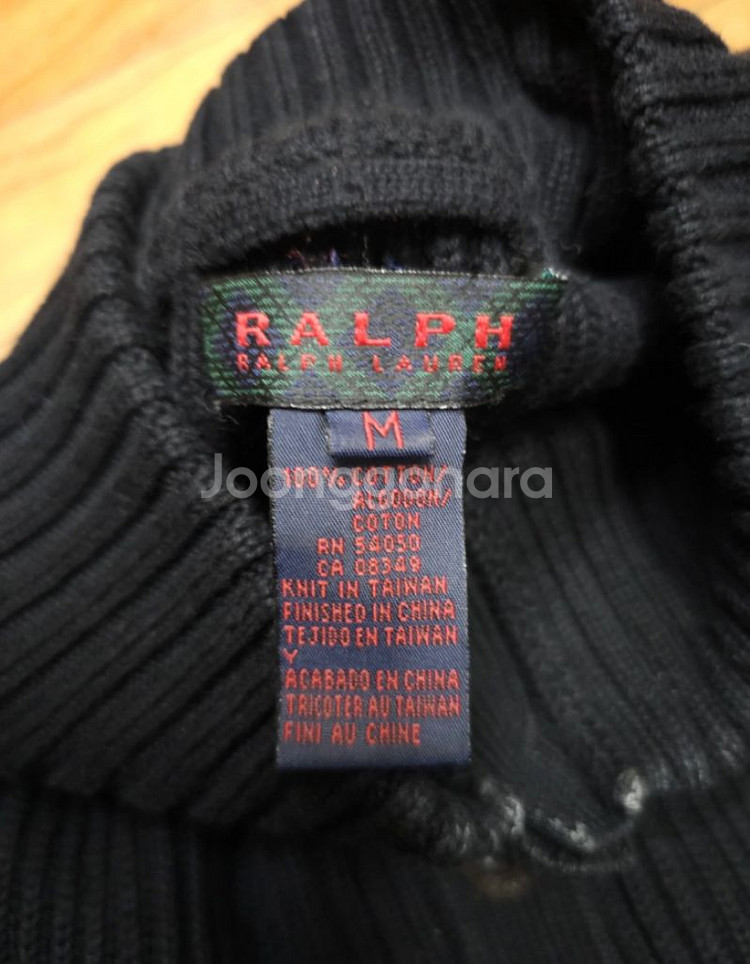 RALPH
RALPH LAUREN
M
100% COTTON/
ALGODON/
COTON
RN 54050
CA 08349
KNIT IN TAIWAN
FINISHED IN CHINA
TEJIDO EN TAIWAN
Y
ACABADO EN CHINA
TRICOTER AU TAIWAN
FINI AU CHINE
Joonggonara